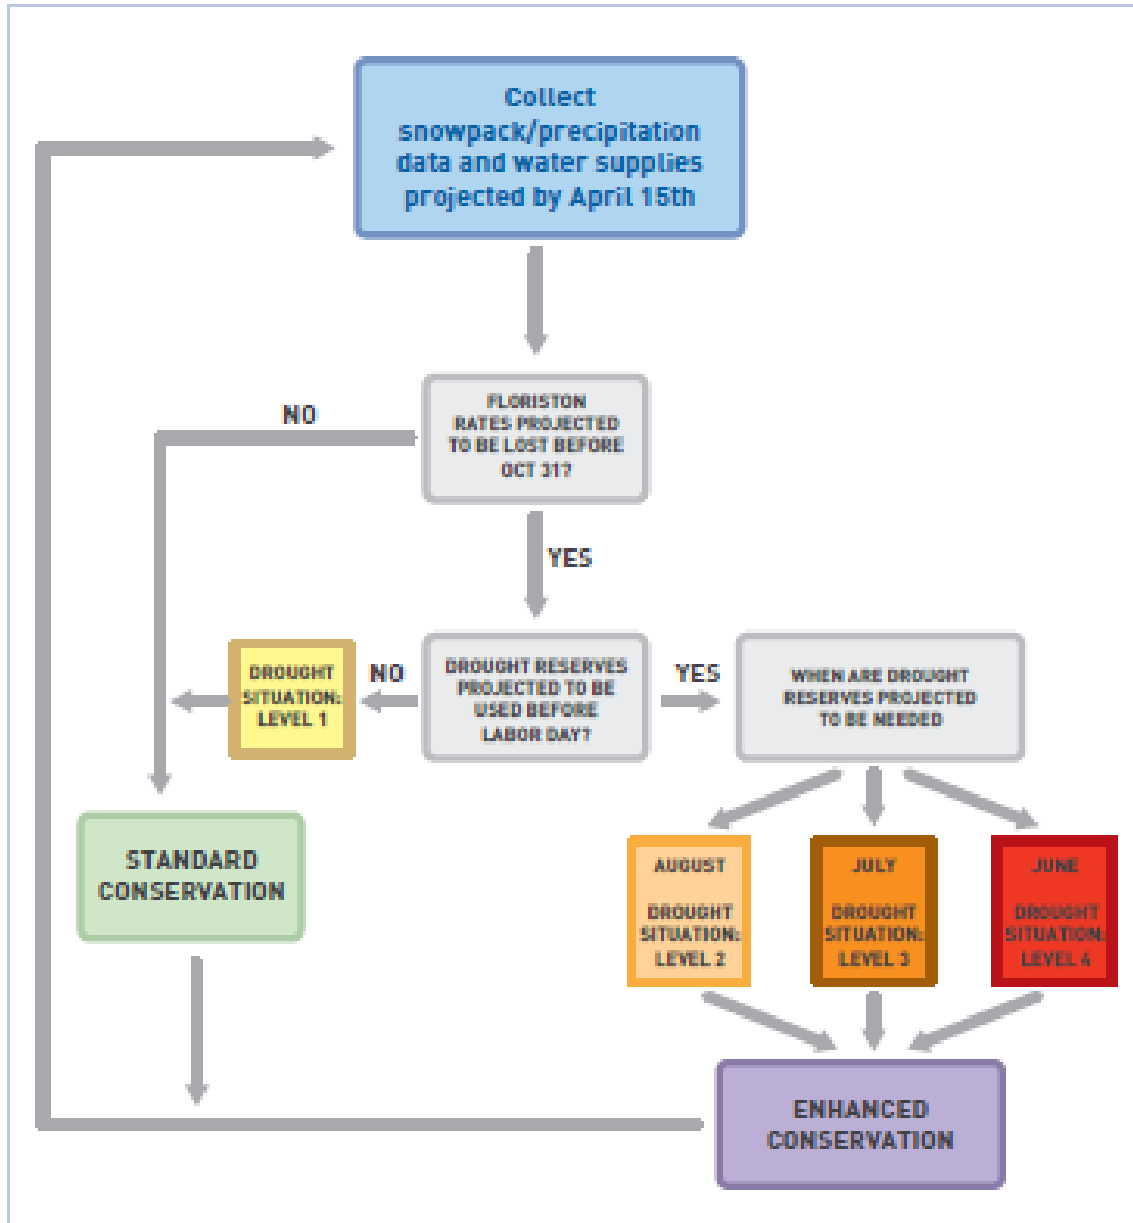 Collect
snowpack/precipitation
data and water supplies
projected by April 15th
FLORISTON
RATES PROJECTED
TO BE LOST BEFORE
OCT 31?
NO
YES
DROUGHT
SITUATION:
LEVEL 1
NO
DROUGHT RESERVES
PROJECTED TO BE
USED BEFORE
LABOR DAY?
YES
WHEN ARE DROUGHT
RESERVES PROJECTED
TO BE NEEDED
STANDARD
CONSERVATION
AUGUST
DROUGHT
SITUATION:
LEVEL 2
JULY
DROUGHT
SITUATION:
LEVEL 3
JUNE
DROUGHT
SITUATION:
LEVEL 4
ENHANCED
CONSERVATION